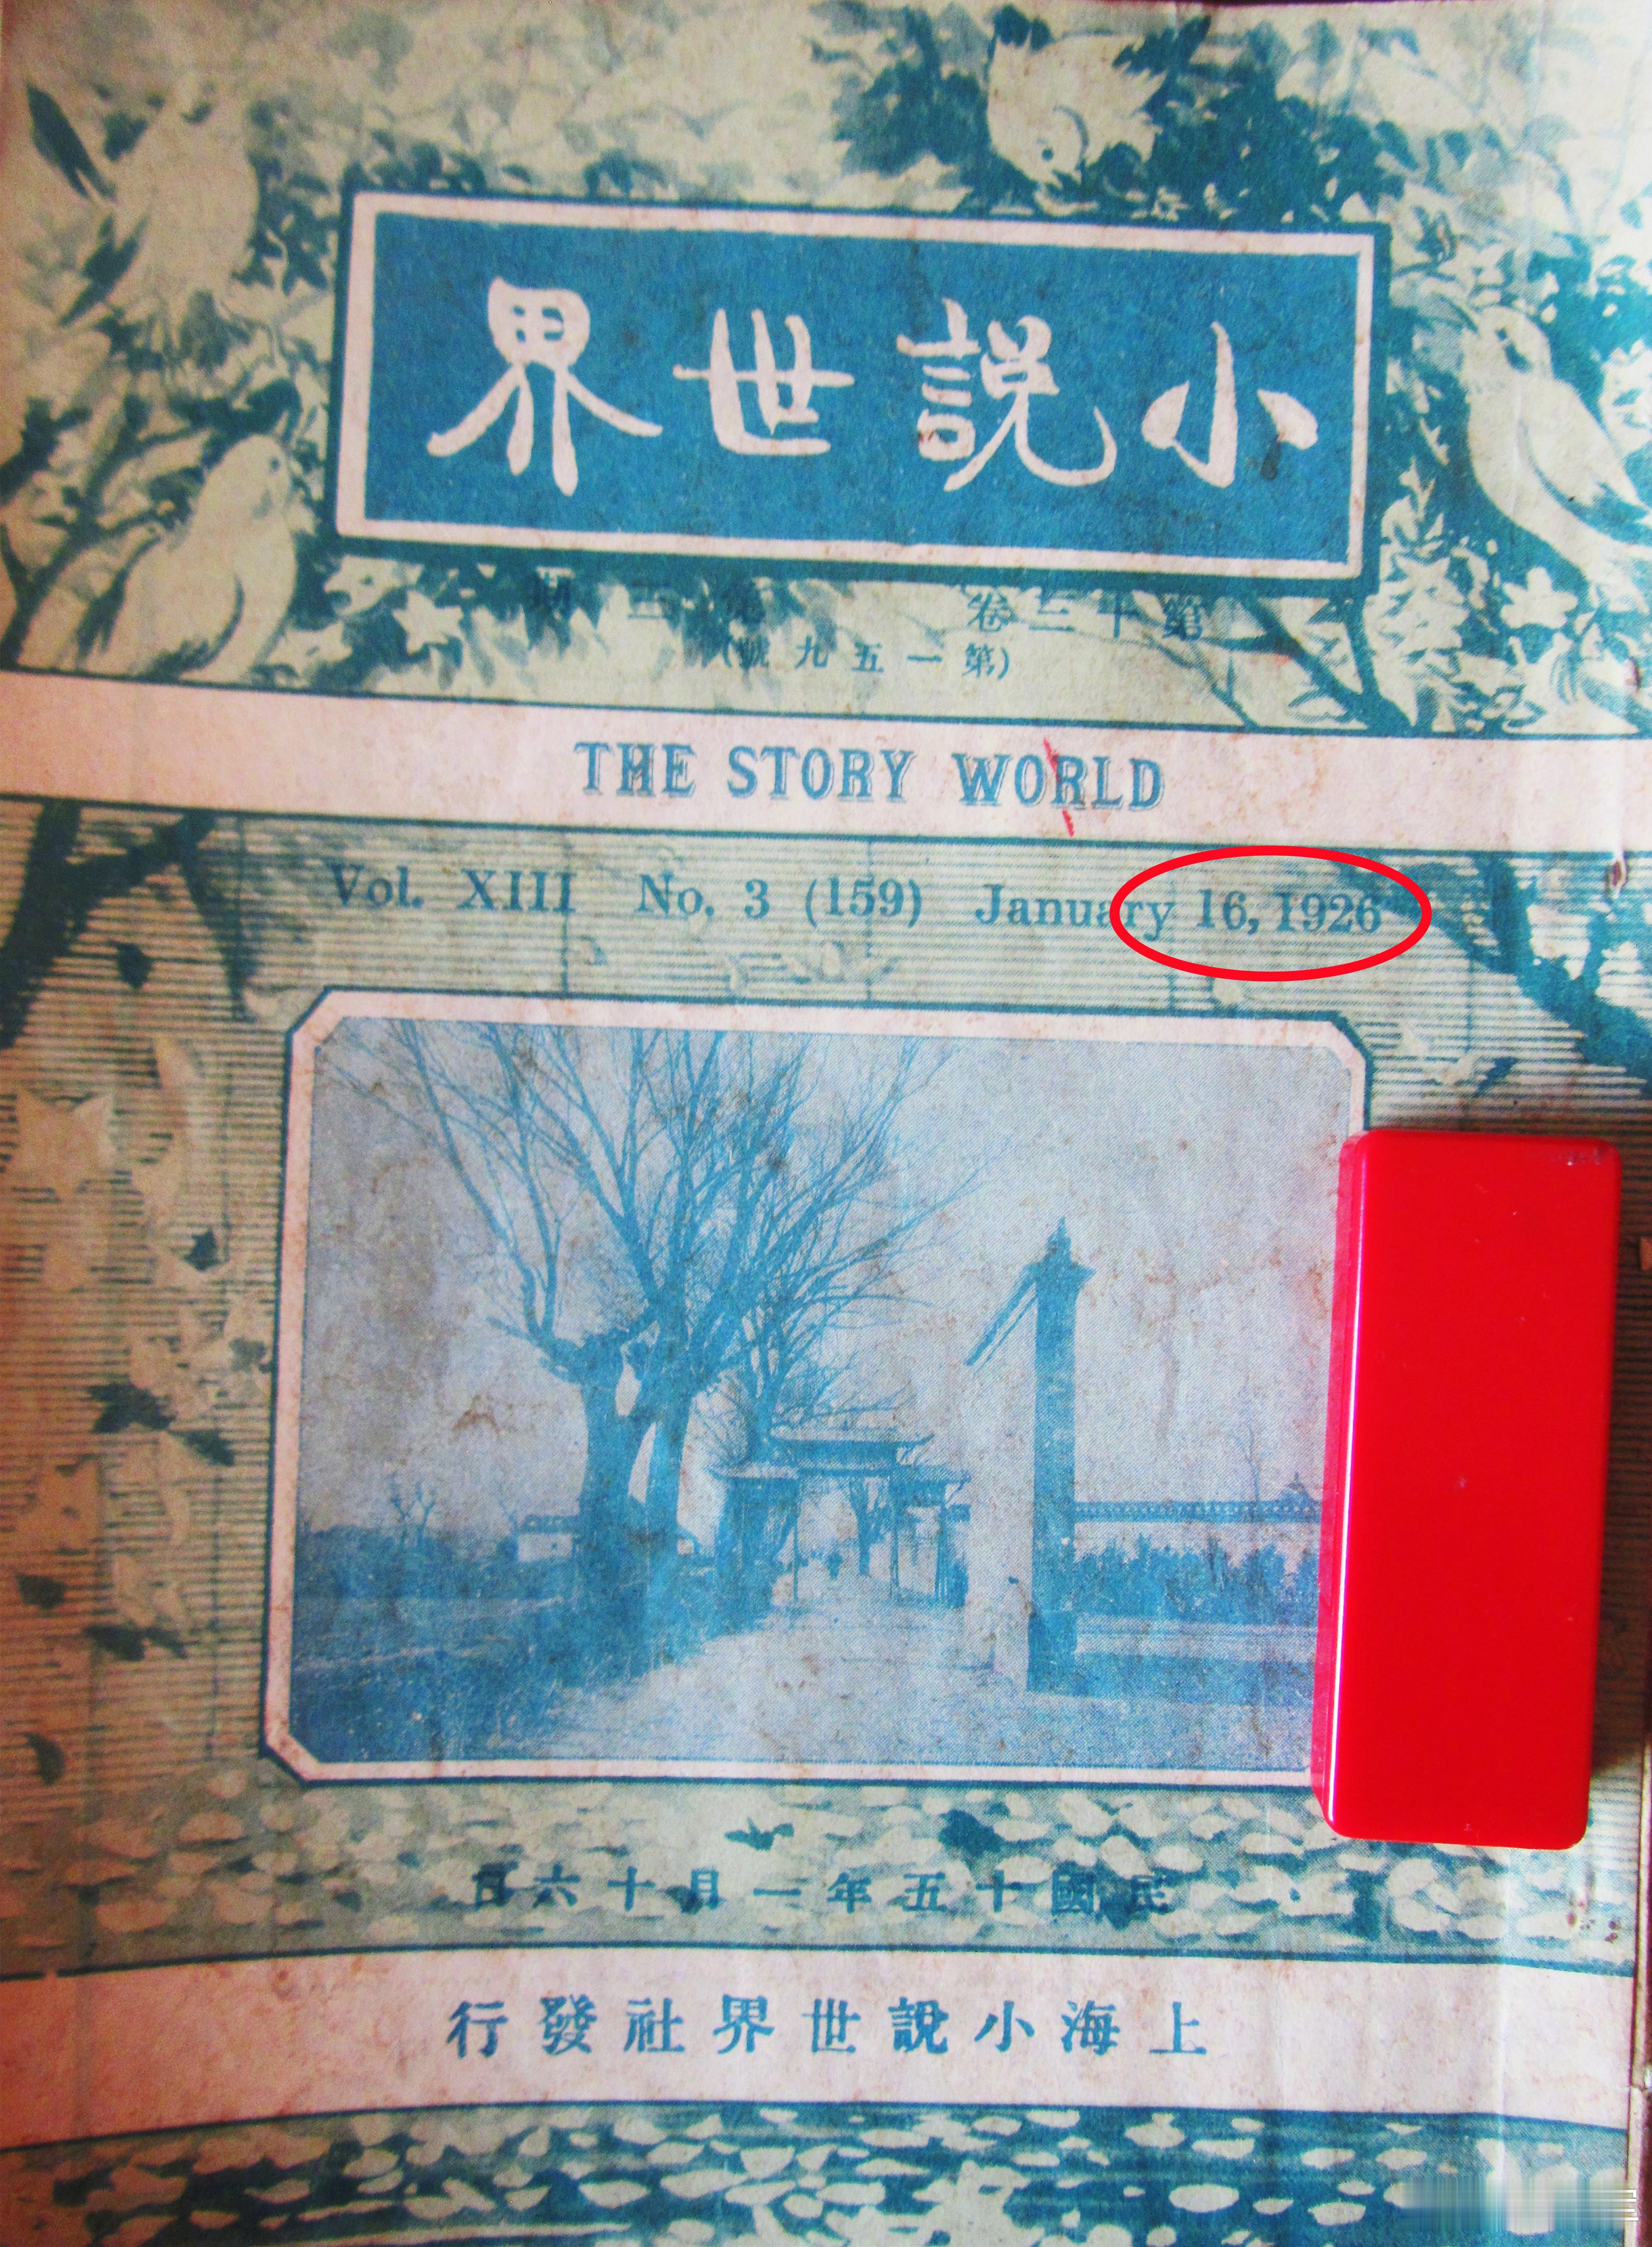 小說世界
第十三卷 第三期
(第一五九號)
THE STORY WORLD
Vol. XIII No. 3 (159) January 16, 1926
民國十五年一月十六日
上海小說世界社發行